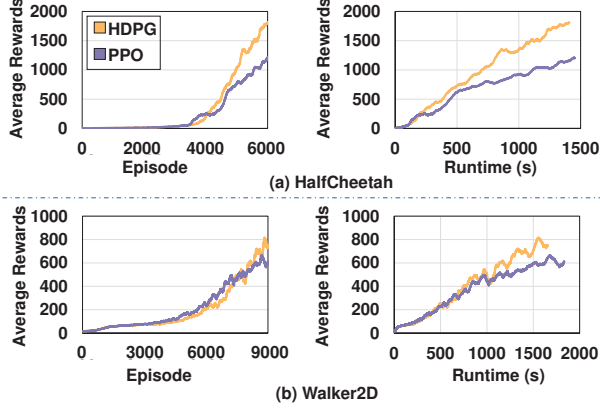 Average Rewards
2000
1500
1000
500
0
HDPG
PPO
0 2000 4000 6000
Episode
Average Rewards
2000
1500
1000
500
0
0 500 1000 1500
Runtime (s)
(a) HalfCheetah
Average Rewards
1000
800
600
400
200
0
0 3000 6000 9000
Episode
Average Rewards
1000
800
600
400
200
0
0 500 1000 1500 2000
Runtime (s)
(b) Walker2D